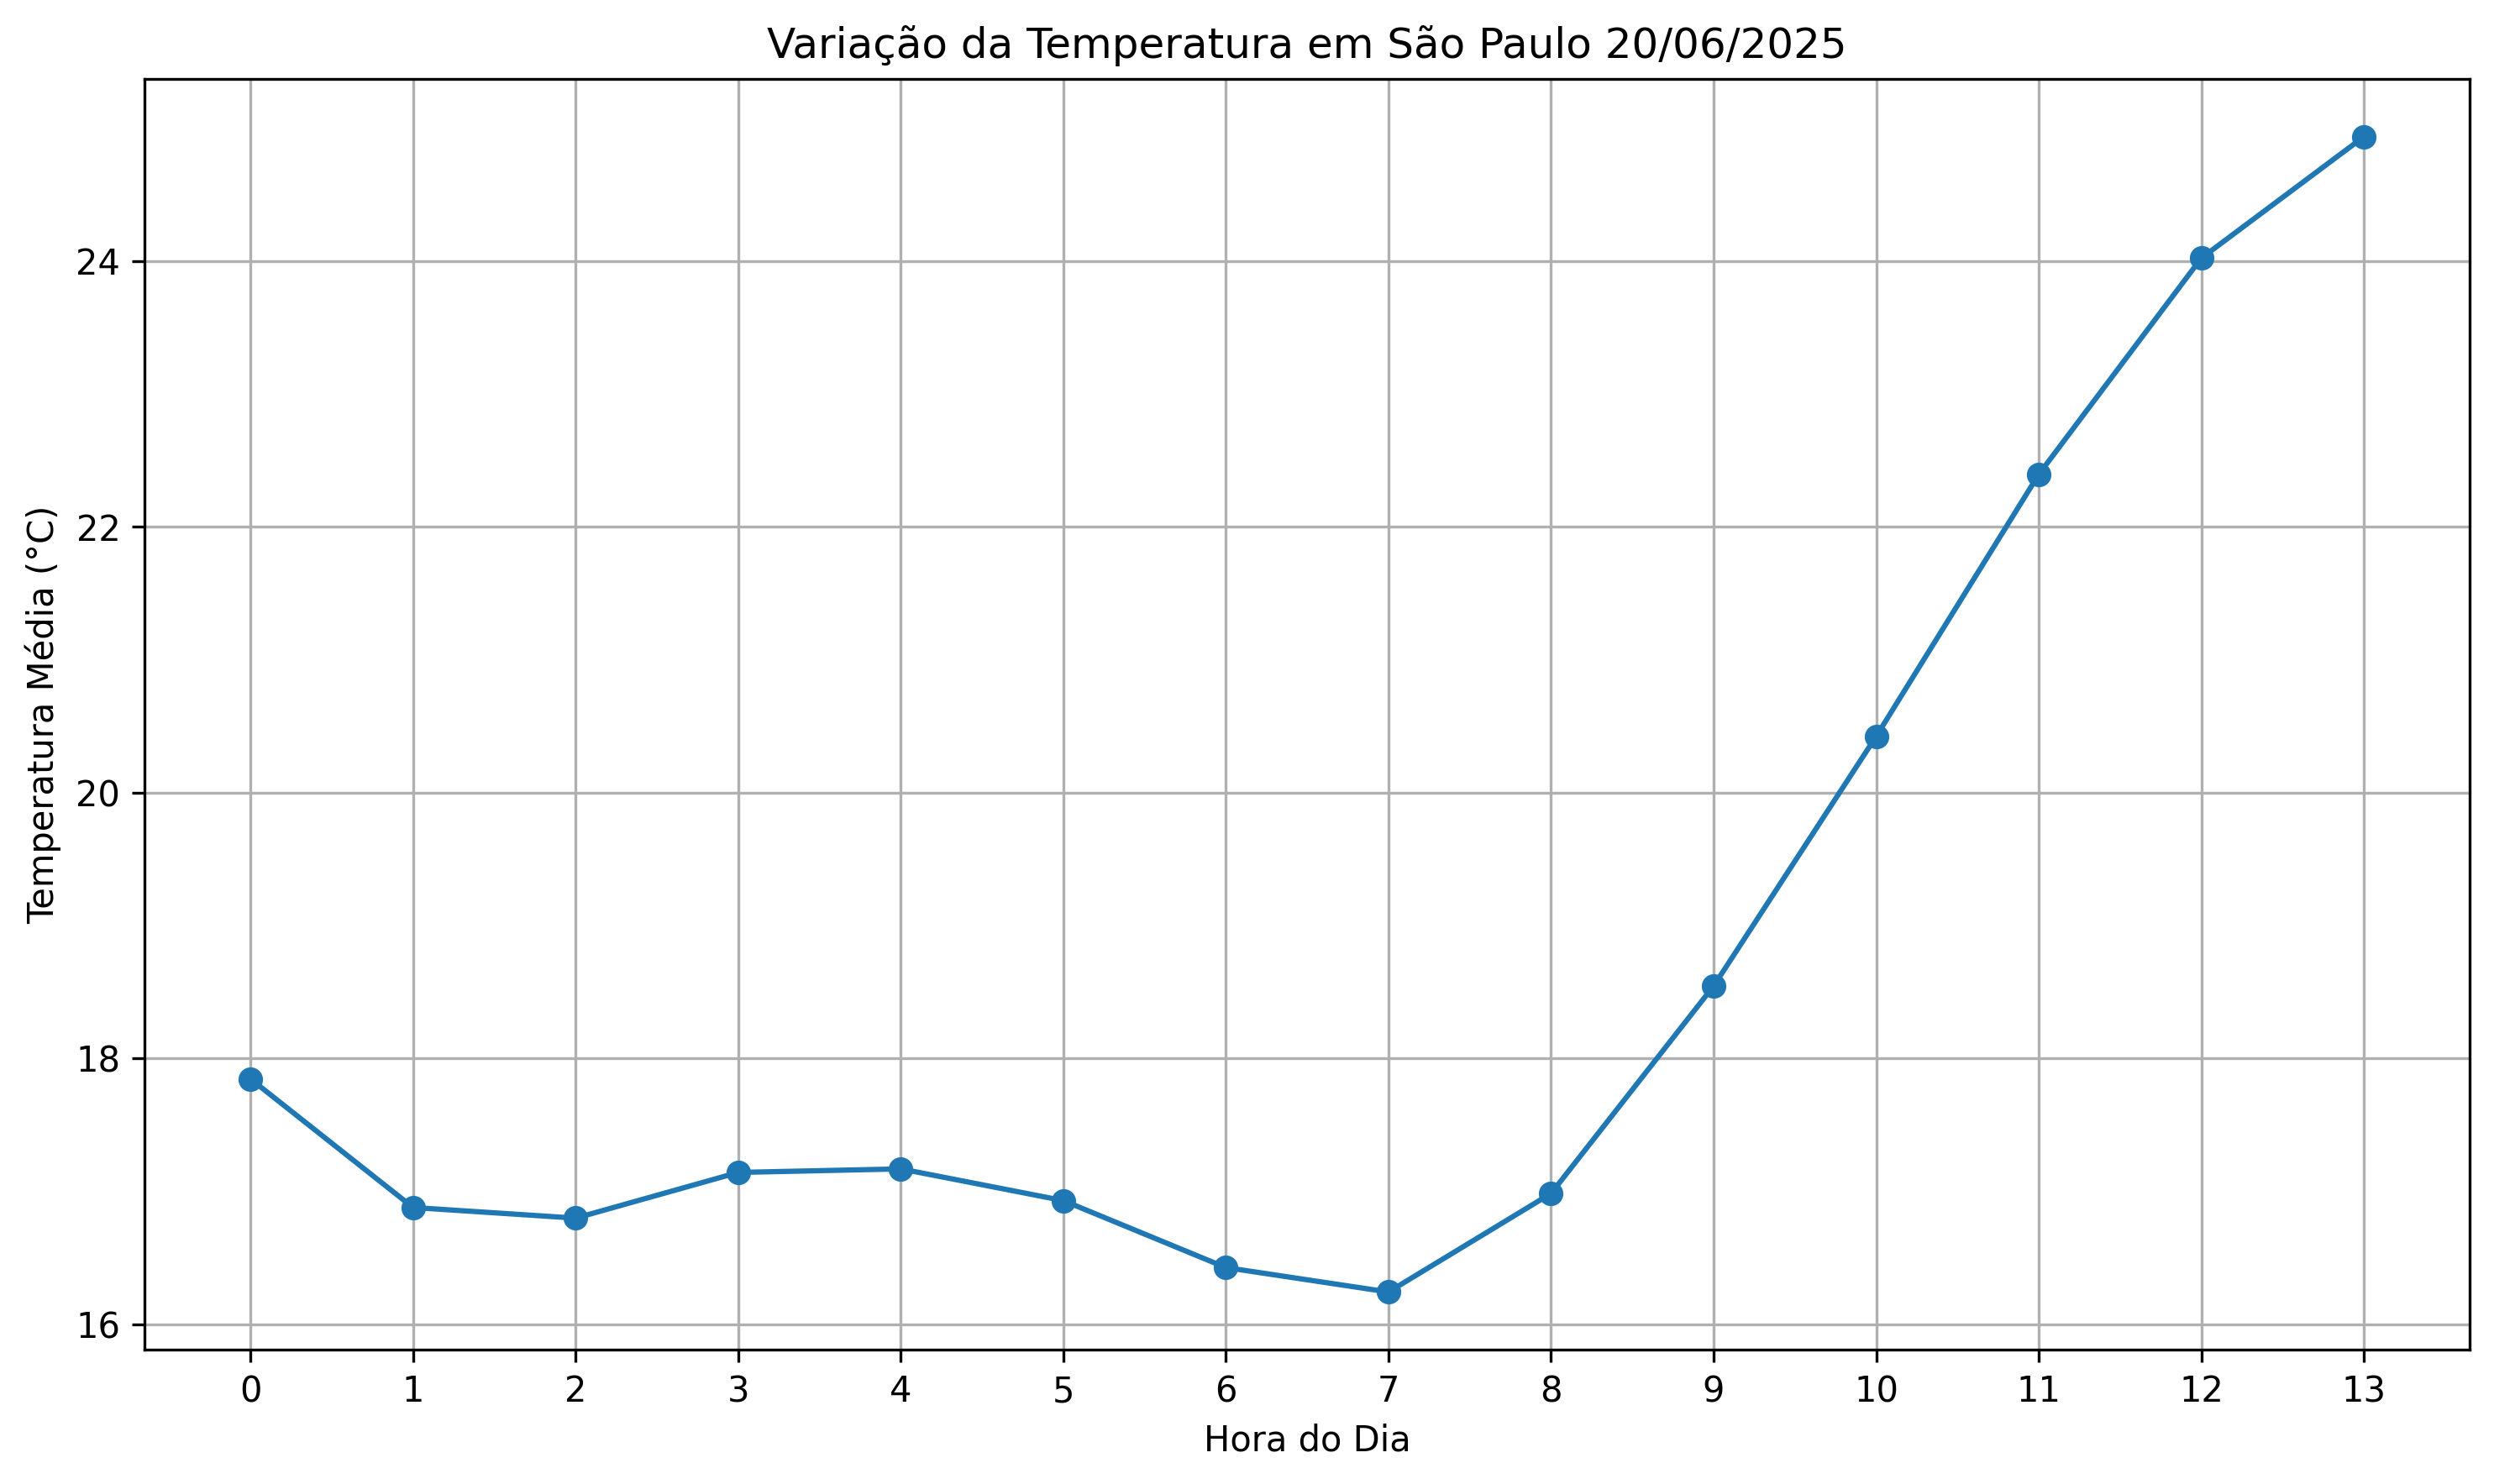 Variação da Temperatura em São Paulo 20/06/2025
Temperatura Média (°C)
24
22
20
18
16
0 1 2 3 4 5 6 7 8 9 10 11 12 13
Hora do Dia